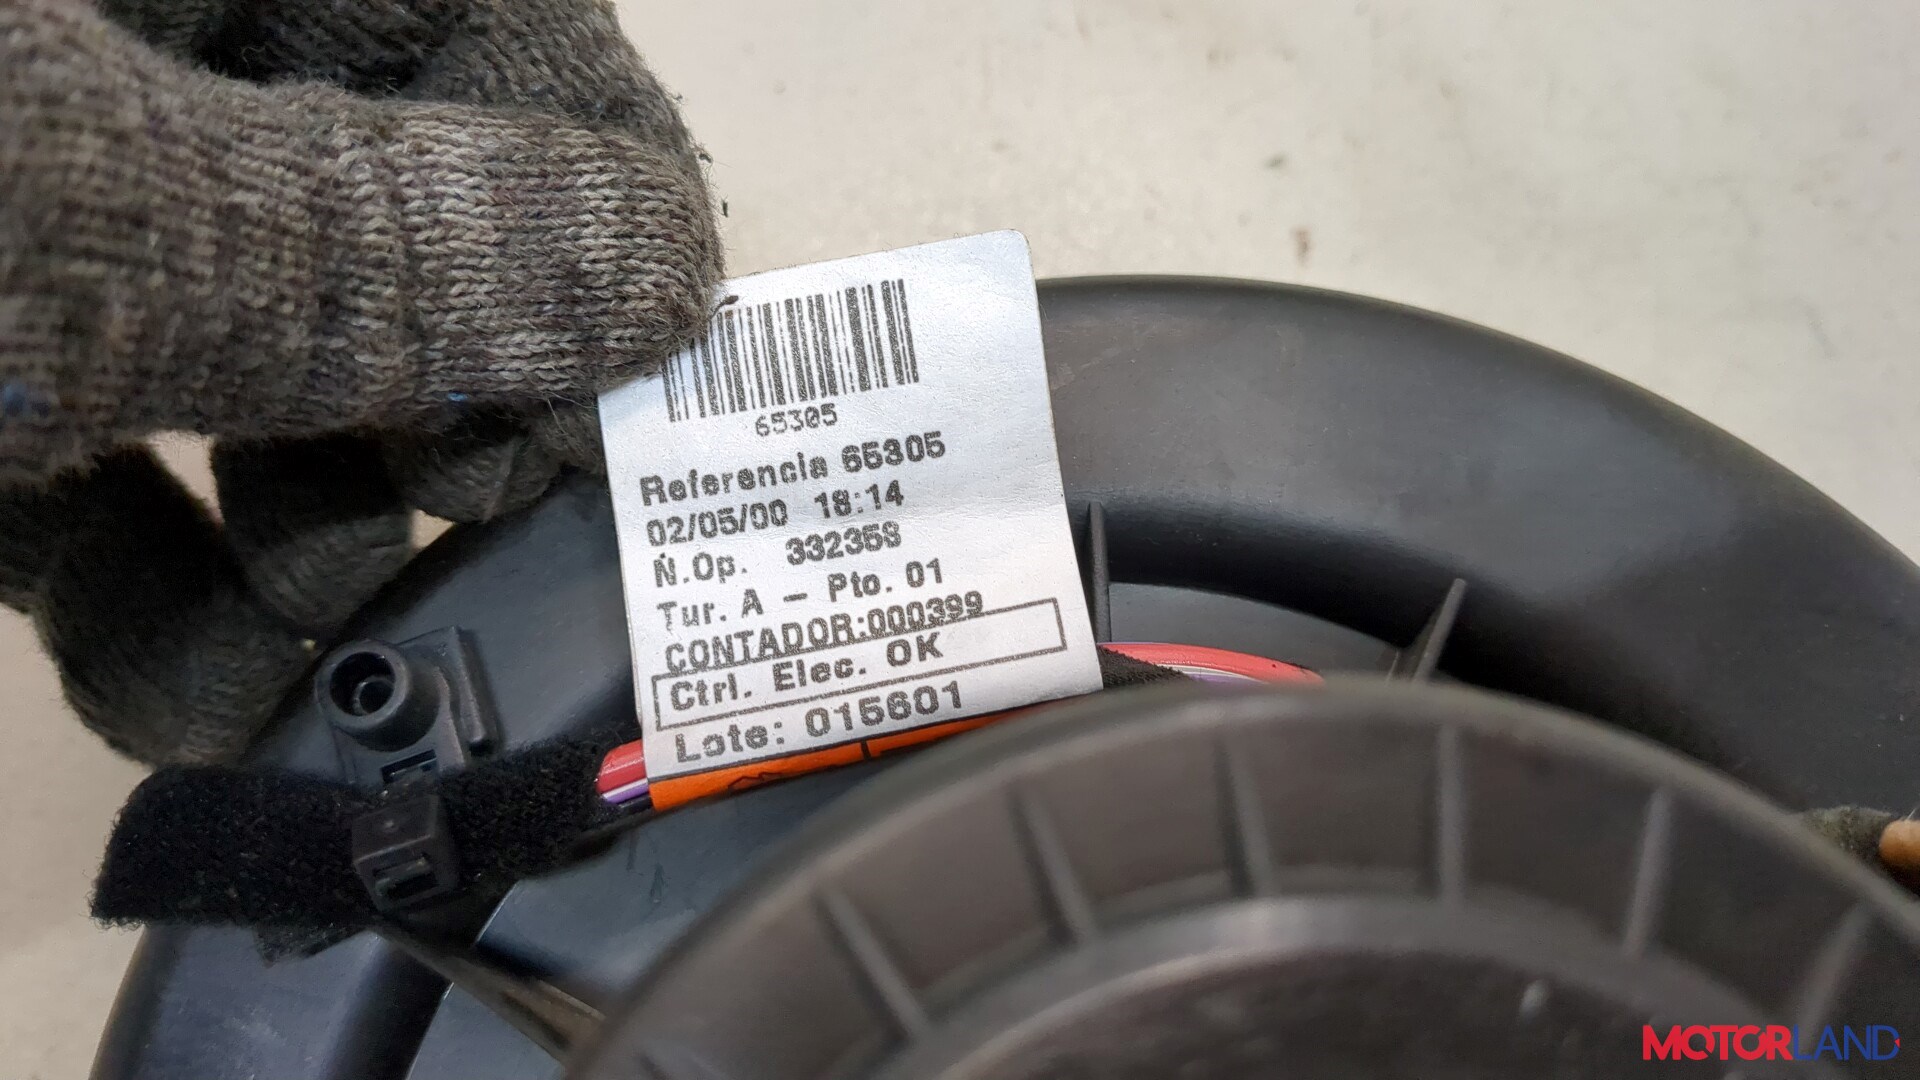 65305
Referencia 65305
02/05/00 18:14
N.Op. 332358
Tur. A - Pto. 01
CONTADOR:000399
Ctrl. Elec. OK
Lote: 015601
MOTORLAND